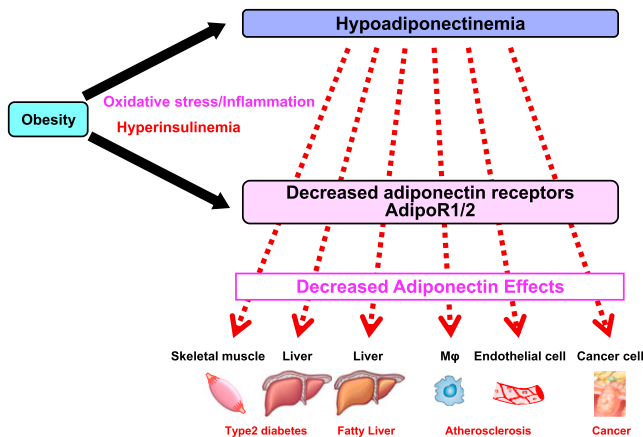 Hypoadiponectinemia
Oxidative stress/Inflammation
Obesity
Hyperinsulinemia
Decreased adiponectin receptors
AdipoR1/2
Decreased Adiponectin Effects
Skeletal muscle Liver Liver Mφ Endothelial cell Cancer cell
Type2 diabetes Fatty Liver Atherosclerosis Cancer